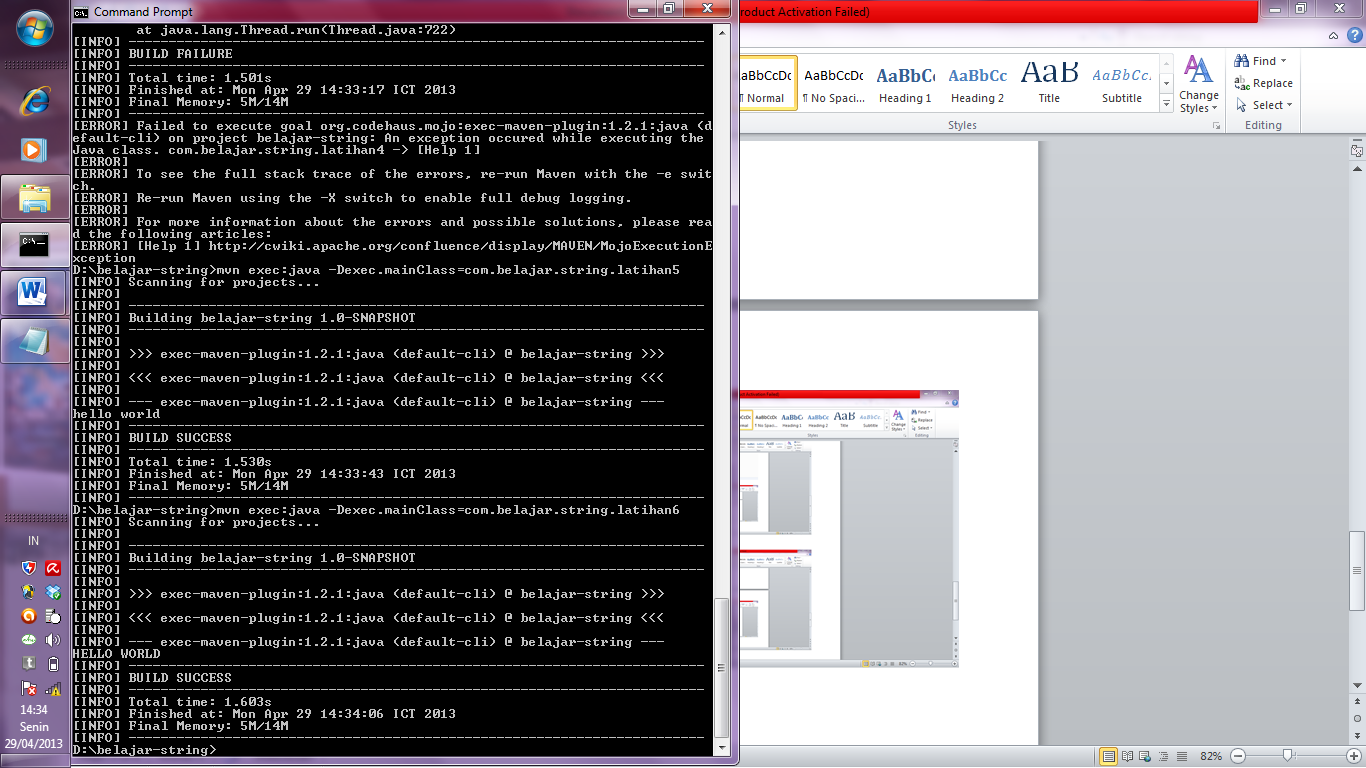 Command Prompt
at java.lang.Thread.run(Thread.java:722)
[INFO] ------------------------------------------------------------------------
[INFO] BUILD FAILURE
[INFO] ------------------------------------------------------------------------
[INFO] Total time: 1.501s
[INFO] Finished at: Mon Apr 29 14:33:17 ICT 2013
[INFO] Final Memory: 5M/14M
[INFO] ------------------------------------------------------------------------
[ERROR] Failed to execute goal org.codehaus.mojo:exec-maven-plugin:1.2.1:java (d
efault-cli) on project belajar-string: An exception occured while executing the
Java class. com.belajar.string.latihan4 -> [Help 1]
[ERROR]
[ERROR] To see the full stack trace of the errors, re-run Maven with the -e swit
ch.
[ERROR] Re-run Maven using the -X switch to enable full debug logging.
[ERROR]
[ERROR] For more information about the errors and possible solutions, please rea
d the following articles:
[ERROR] [Help 1] http://cwiki.apache.org/confluence/display/MAVEN/MojoExecutionE
xception
D:\belajar-string>mvn exec:java -Dexec.mainClass=com.belajar.string.latihan5
[INFO] Scanning for projects...
[INFO]
[INFO] ------------------------------------------------------------------------
[INFO] Building belajar-string 1.0-SNAPSHOT
[INFO] ------------------------------------------------------------------------
[INFO]
[INFO] >>> exec-maven-plugin:1.2.1:java (default-cli) @ belajar-string >>>
[INFO]
[INFO] <<< exec-maven-plugin:1.2.1:java (default-cli) @ belajar-string <<<
[INFO]
[INFO] --- exec-maven-plugin:1.2.1:java (default-cli) @ belajar-string ---
hello world
[INFO] ------------------------------------------------------------------------
[INFO] BUILD SUCCESS
[INFO] ------------------------------------------------------------------------
[INFO] Total time: 1.530s
[INFO] Finished at: Mon Apr 29 14:33:43 ICT 2013
[INFO] Final Memory: 5M/14M
[INFO] ------------------------------------------------------------------------
D:\belajar-string>mvn exec:java -Dexec.mainClass=com.belajar.string.latihan6
[INFO] Scanning for projects...
[INFO]
[INFO] ------------------------------------------------------------------------
[INFO] Building belajar-string 1.0-SNAPSHOT
[INFO] ------------------------------------------------------------------------
[INFO]
[INFO] >>> exec-maven-plugin:1.2.1:java (default-cli) @ belajar-string >>>
[INFO]
[INFO] <<< exec-maven-plugin:1.2.1:java (default-cli) @ belajar-string <<<
[INFO]
[INFO] --- exec-maven-plugin:1.2.1:java (default-cli) @ belajar-string ---
HELLO WORLD
[INFO] ------------------------------------------------------------------------
[INFO] BUILD SUCCESS
[INFO] ------------------------------------------------------------------------
[INFO] Total time: 1.603s
[INFO] Finished at: Mon Apr 29 14:34:06 ICT 2013
[INFO] Final Memory: 5M/14M
[INFO] ------------------------------------------------------------------------
D:\belajar-string>
roduct Activation Failed)
aBbCcDc AaBbCcDc AaBbCc AaBbCc AaB AaBbCc.
¶ Normal ¶ No Spaci... Heading 1 Heading 2 Title Subtitle
Change
Styles
Styles
Find
Replace
Select
Editing
82%
IN
14:34
Senin
29/04/2013